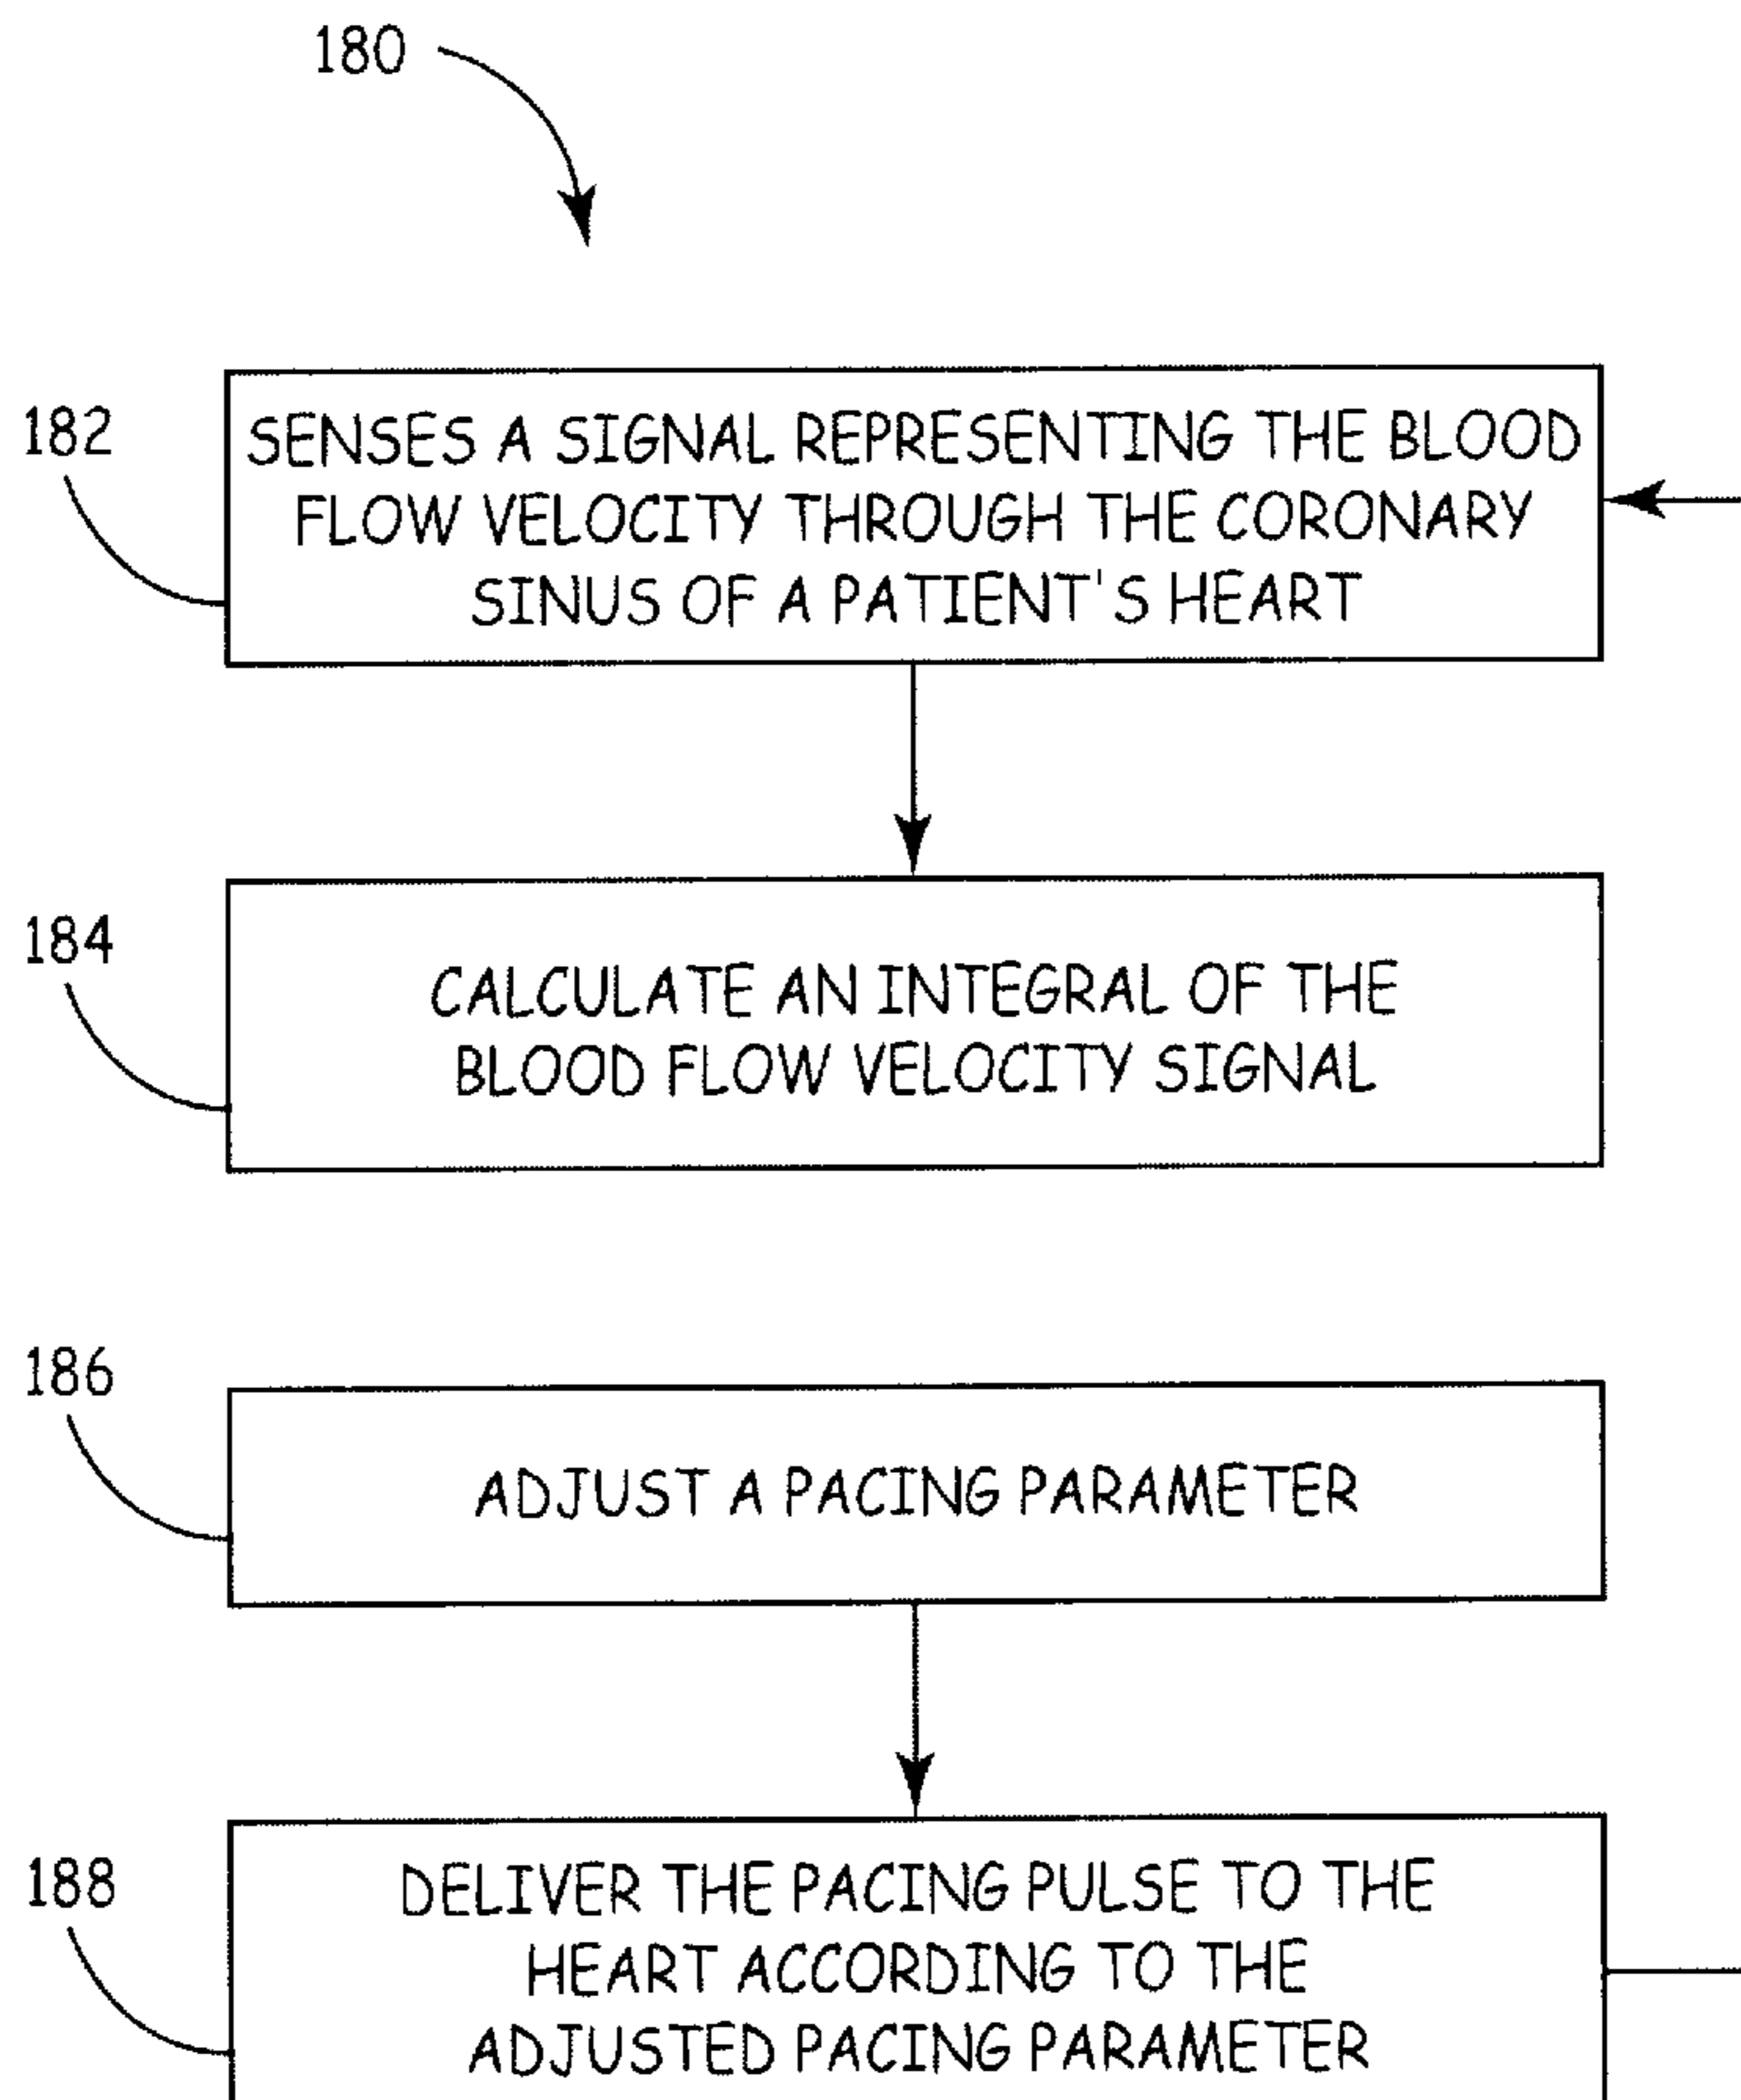 180
182
SENSES A SIGNAL REPRESENTING THE BLOOD
FLOW VELOCITY THROUGH THE CORONARY
SINUS OF A PATIENT'S HEART
184
CALCULATE AN INTEGRAL OF THE
BLOOD FLOW VELOCITY SIGNAL
186
ADJUST A PACING PARAMETER
188
DELIVER THE PACING PULSE TO THE
HEART ACCORDING TO THE
ADJUSTED PACING PARAMETER